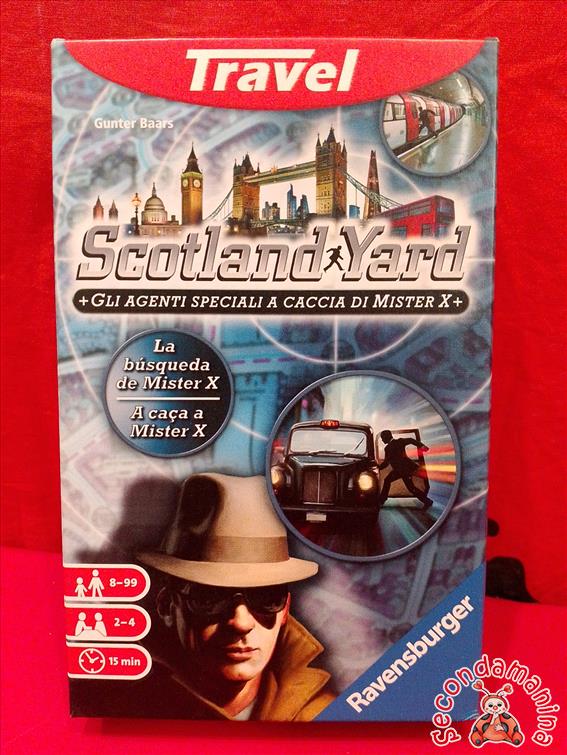 Travel
Gunter Baars
Scotland Yard
+GLI AGENTI SPECIALI A CACCIA DI MISTER X+
La
búsqueda
de Mister X
A caça a
Mister X
8–99
2–4
15 min
Ravensburger
Secondamanina